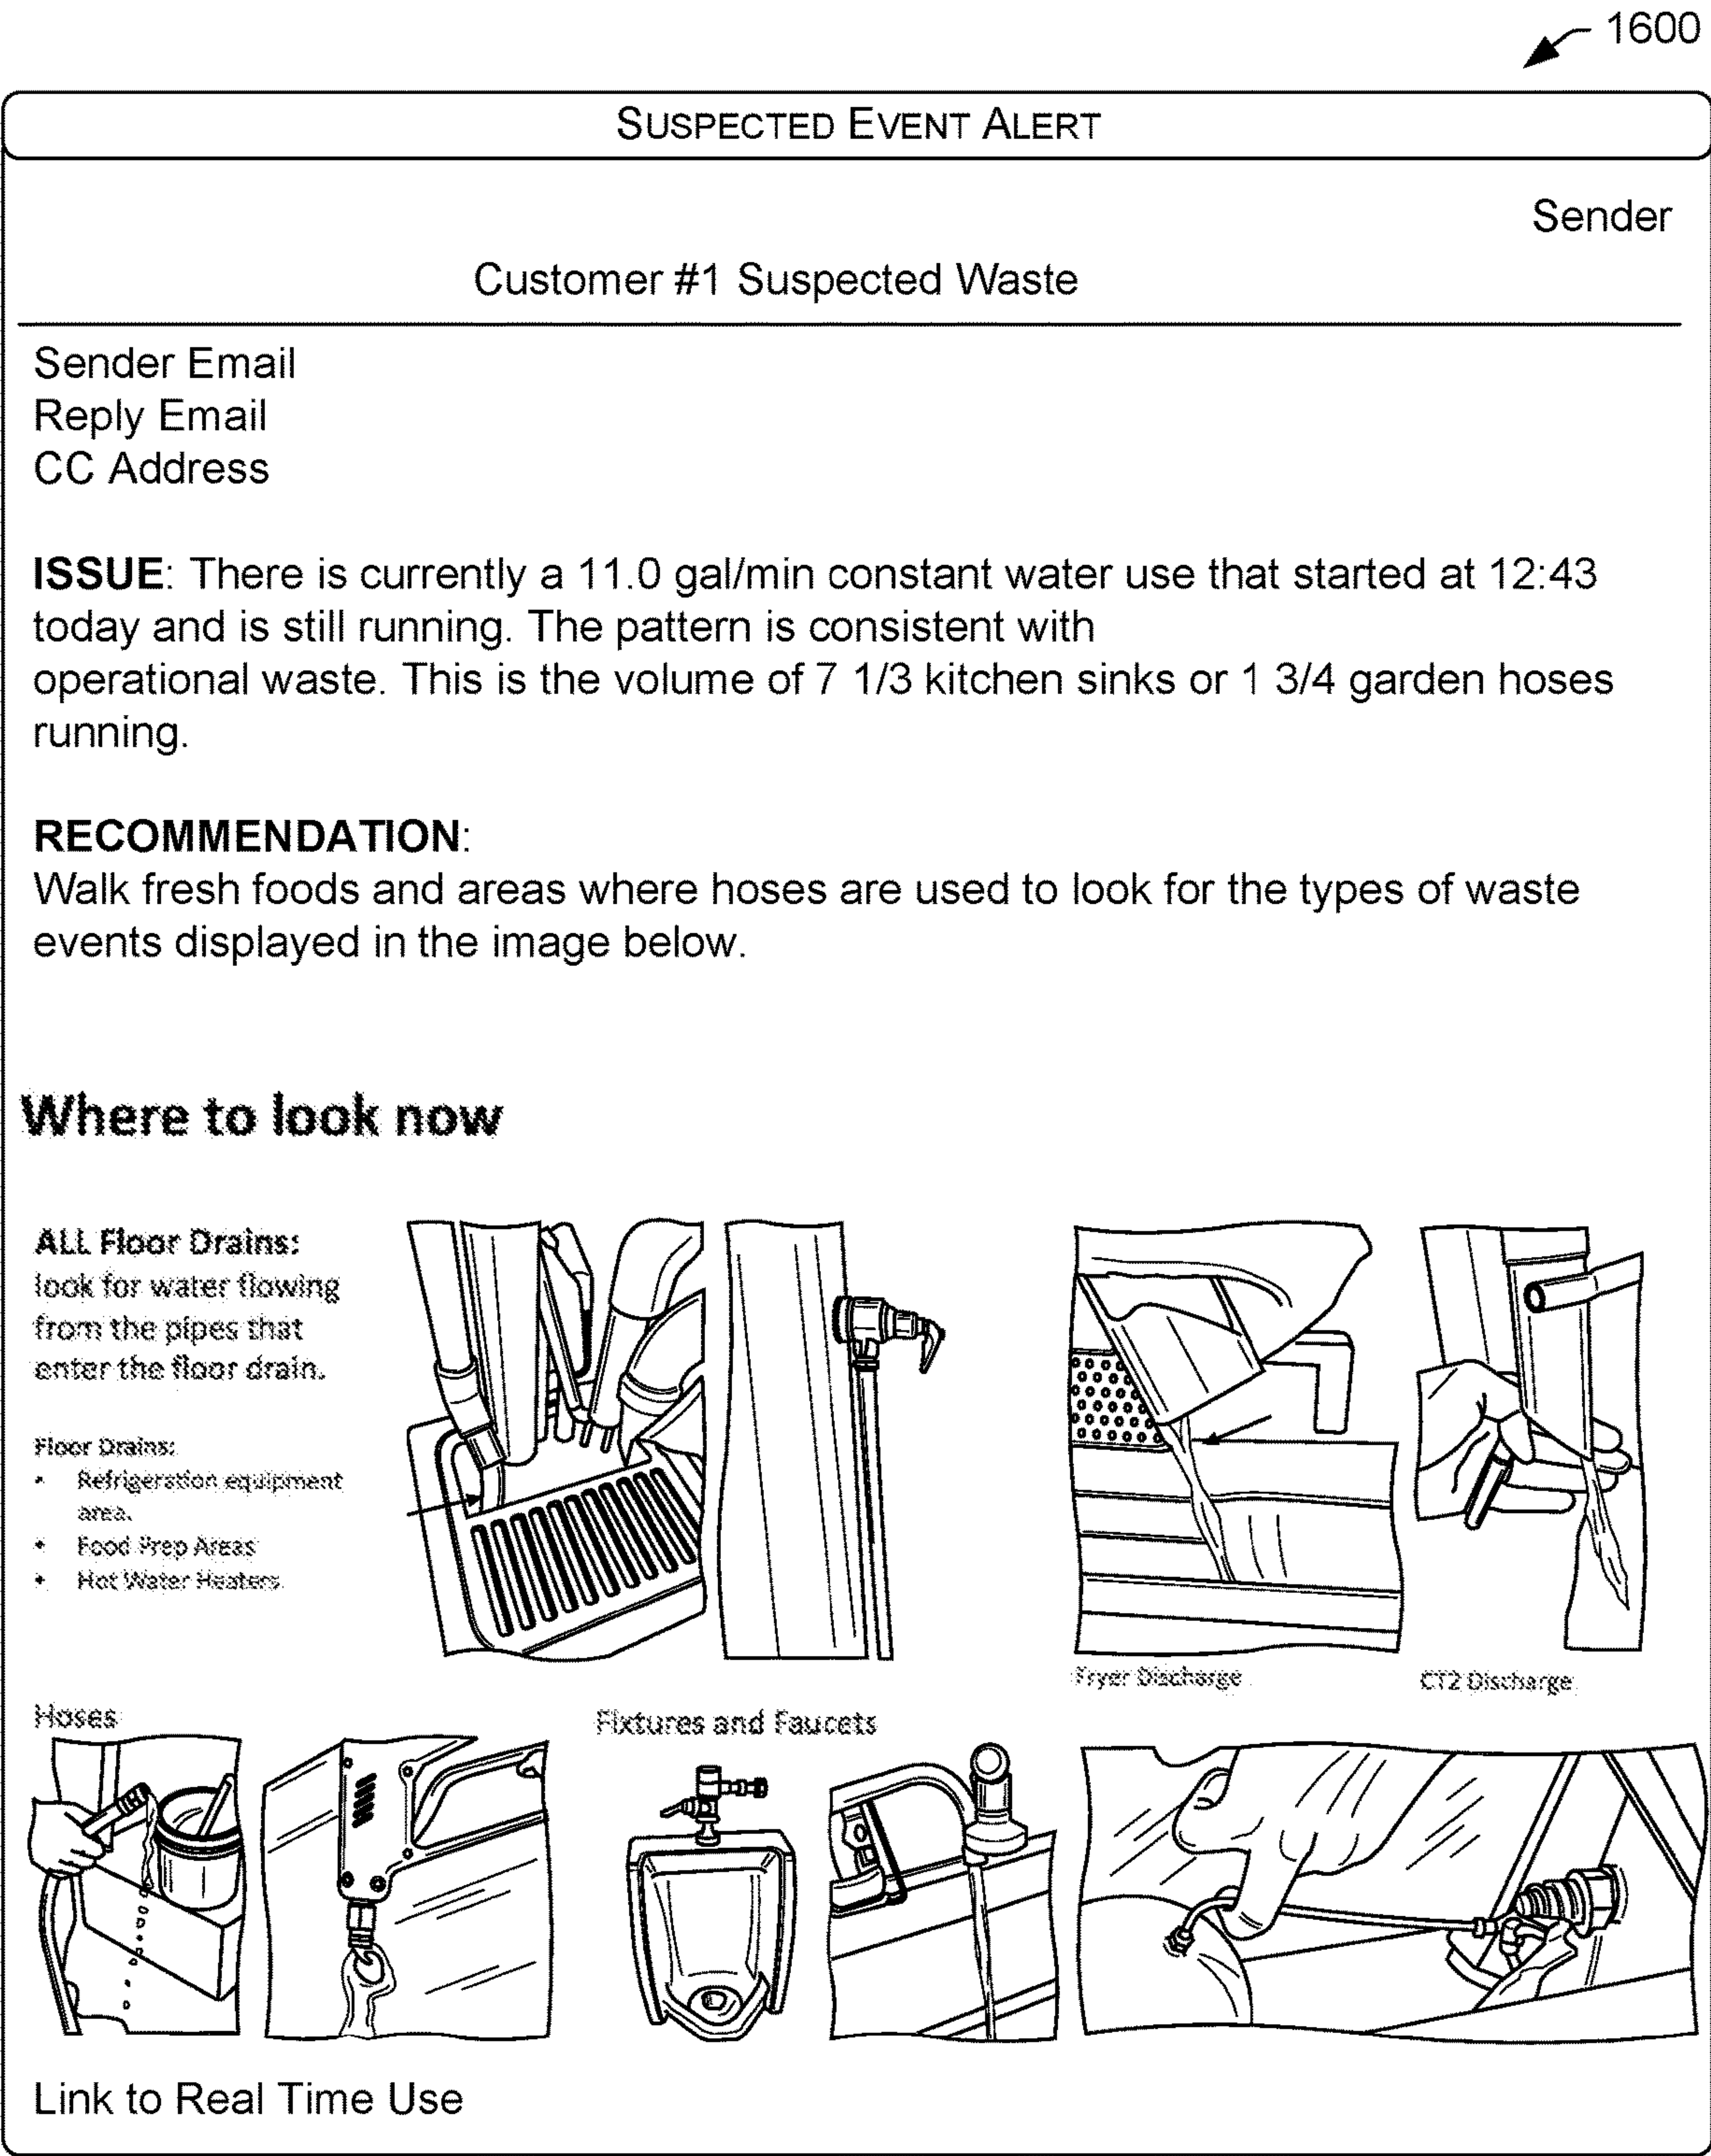 1600
SUSPECTED EVENT ALERT
Sender
Customer #1 Suspected Waste
Sender Email
Reply Email
CC Address
ISSUE: There is currently a 11.0 gal/min constant water use that started at 12:43
today and is still running. The pattern is consistent with
operational waste. This is the volume of 7 1/3 kitchen sinks or 1 3/4 garden hoses
running.
RECOMMENDATION:
Walk fresh foods and areas where hoses are used to look for the types of waste
events displayed in the image below.
Where to look now
ALL Floor Drains:
look for water flowing
from the pipes that
enter the floor drain.
Floor Drains:
• Refrigeration equipment
area.
• Food Prep Areas
• Hot Water Heaters
Fryer Discharge
CT2 Discharge
Hoses
Fixtures and Faucets
Link to Real Time Use